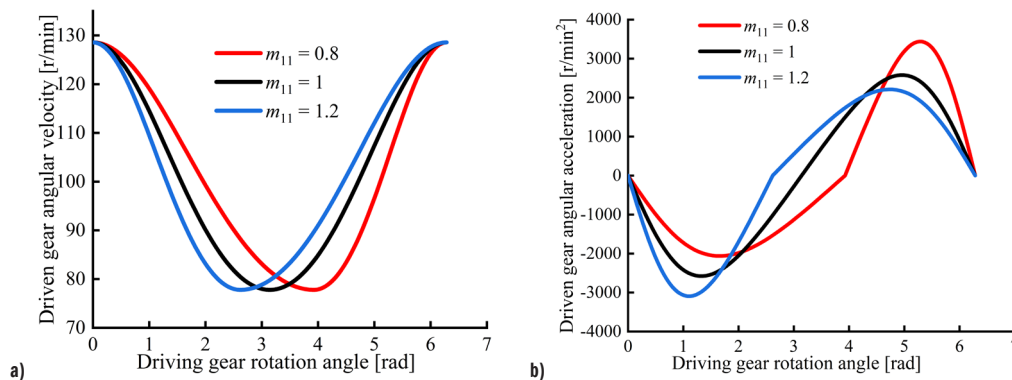 a)
Driven gear angular velocity [r/min]
130
120
110
100
90
80
70
0 1 2 3 4 5 6 7
Driving gear rotation angle [rad]
m11 = 0.8
m11 = 1
m11 = 1.2
b)
Driven gear angular acceleration [r/min²]
4000
3000
2000
1000
0
-1000
-2000
-3000
-4000
0 1 2 3 4 5 6 7
Driving gear rotation angle [rad]
m11 = 0.8
m11 = 1
m11 = 1.2